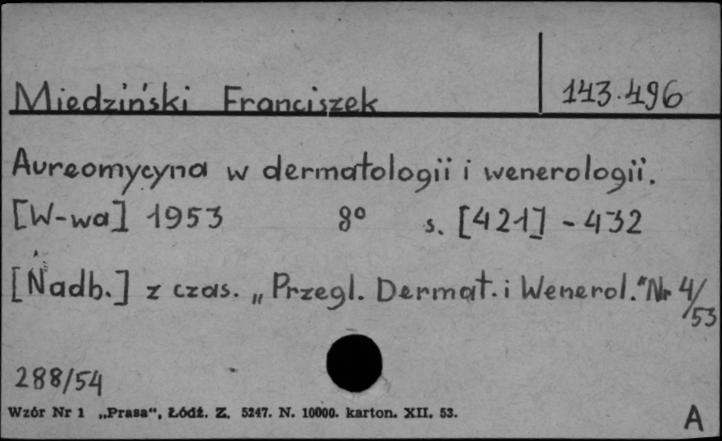 Miedziński Franciszek 143.496
Aureomycyna w dermatologii i wenerologii.
[W-wa] 1953 8° s. [421] - 432
[Nadb.] z czas. „Przegl. Dermat. i Wenerol." Nr 4/53
288/54
Wzór Nr 1 „Prasa“, Łódź. Z. 5247. N. 10000. karton. XII. 53.
A